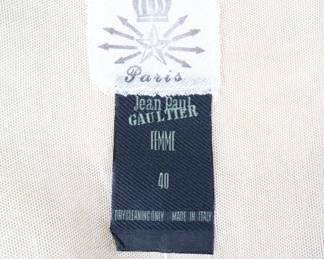 Paris
Jean Paul
GAULTIER
FEMME
40
DRY CLEANING ONLY MADE IN ITALY